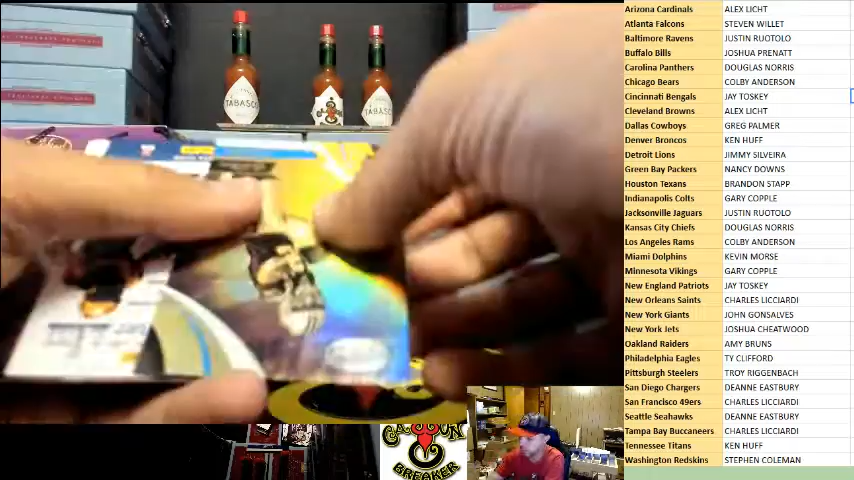 TABASCO
TABASCO
Arizona Cardinals ALEX LICHT
Atlanta Falcons STEVEN WILLET
Baltimore Ravens JUSTIN RUOTOLO
Buffalo Bills JOSHUA PRENATT
Carolina Panthers DOUGLAS NORRIS
Chicago Bears COLBY ANDERSON
Cincinnati Bengals JAY TOSKEY
Cleveland Browns ALEX LICHT
Dallas Cowboys GREG PALMER
Denver Broncos KEN HUFF
Detroit Lions JIMMY SILVEIRA
Green Bay Packers NANCY DOWNS
Houston Texans BRANDON STAPP
Indianapolis Colts GARY COPPLE
Jacksonville Jaguars JUSTIN RUOTOLO
Kansas City Chiefs DOUGLAS NORRIS
Los Angeles Rams COLBY ANDERSON
Miami Dolphins KEVIN MORSE
Minnesota Vikings GARY COPPLE
New England Patriots JAY TOSKEY
New Orleans Saints CHARLES LICCIARDI
New York Giants JOHN GONSALVES
New York Jets JOSHUA CHEATWOOD
Oakland Raiders AMY BRUNS
Philadelphia Eagles TY CLIFFORD
Pittsburgh Steelers TROY RIGGENBACH
San Diego Chargers DEANNE EASTBURY
San Francisco 49ers CHARLES LICCIARDI
Seattle Seahawks DEANNE EASTBURY
Tampa Bay Buccaneers CHARLES LICCIARDI
Tennessee Titans KEN HUFF
Washington Redskins STEPHEN COLEMAN
BREAKER